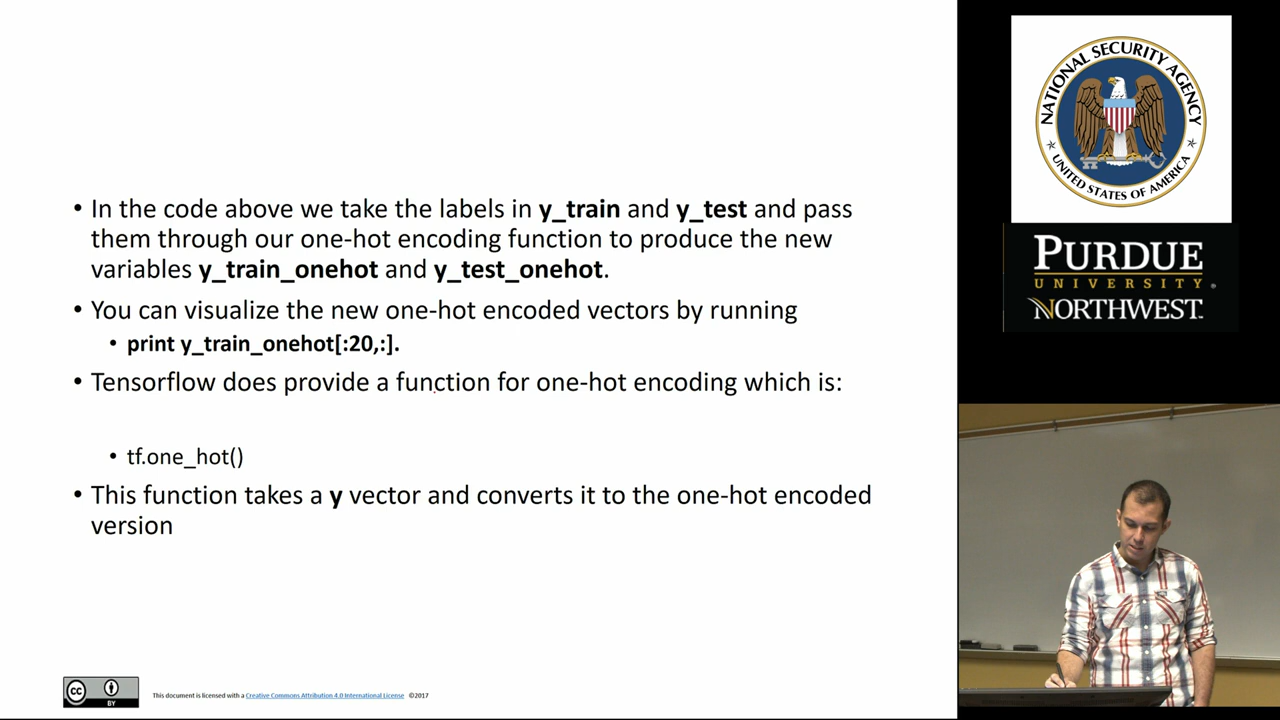 • In the code above we take the labels in y_train and y_test and pass
them through our one-hot encoding function to produce the new
variables y_train_onehot and y_test_onehot.
• You can visualize the new one-hot encoded vectors by running
• print y_train_onehot[:20,:].
• Tensorflow does provide a function for one-hot encoding which is:
• tf.one_hot()
• This function takes a y vector and converts it to the one-hot encoded
version
cc
BY
This document is licensed with a Creative Commons Attribution 4.0 International License ©2017
NATIONAL SECURITY AGENCY
UNITED STATES OF AMERICA
PURDUE
UNIVERSITY
NORTHWEST